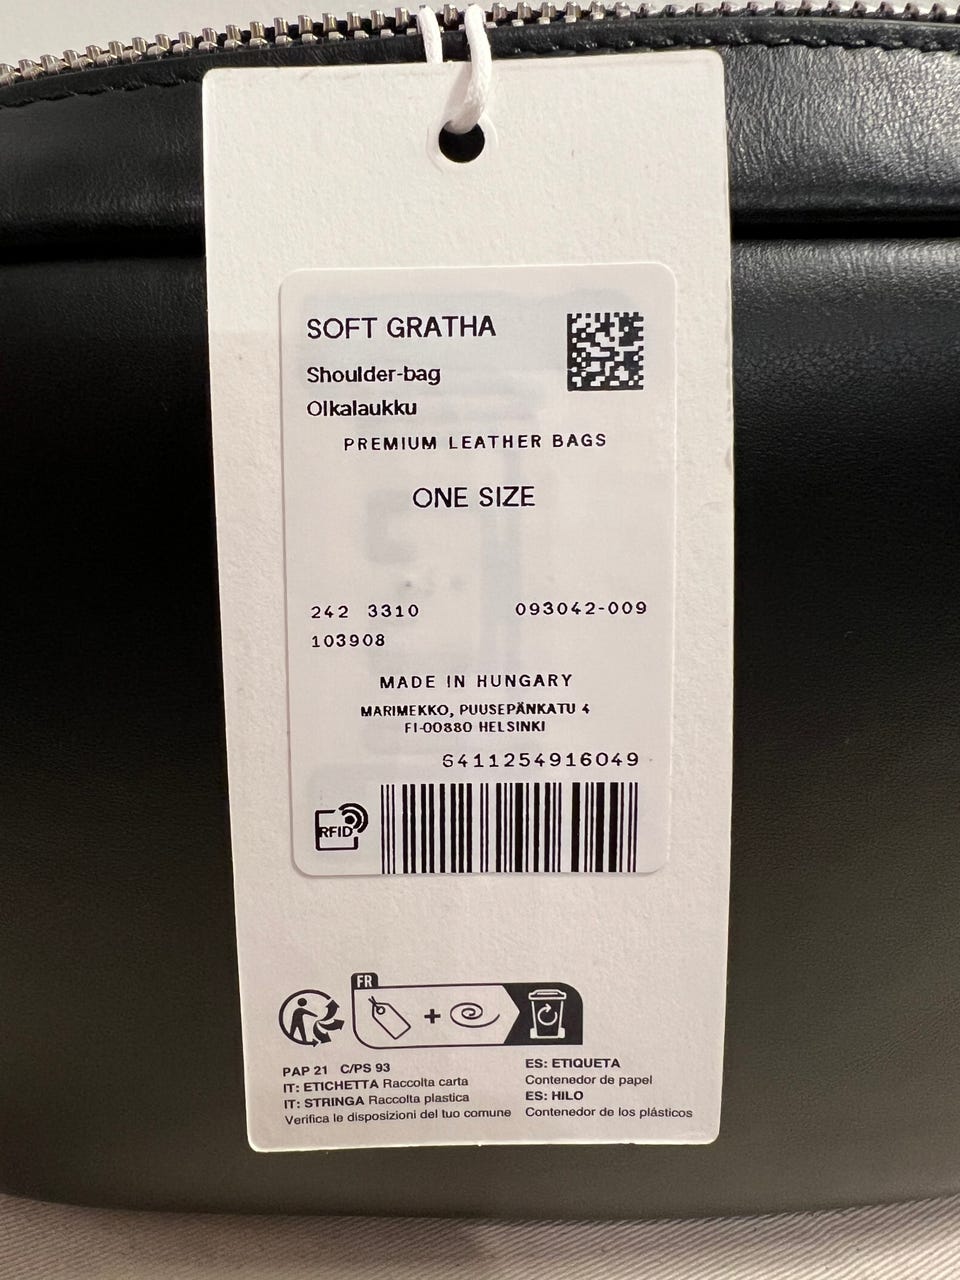 SOFT GRATHA
Shoulder-bag
Olkalaukku
PREMIUM LEATHER BAGS
ONE SIZE
242 3310 093042-009
103908
MADE IN HUNGARY
MARIMEKKO, PUUSEPÄNKATU 4
FI-00880 HELSINKI
6411254916049
RFID
FR
PAP 21 C/PS 93
IT: ETICHETTA Raccolta carta
IT: STRINGA Raccolta plastica
Verifica le disposizioni del tuo comune
ES: ETIQUETA
Contenedor de papel
ES: HILO
Contenedor de los plásticos